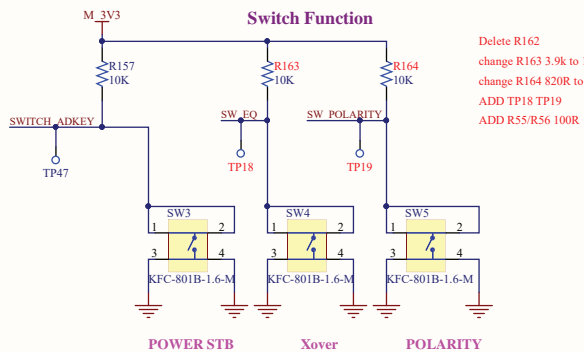 Switch Function
M_3V3
R157
10K
R163
10K
R164
10K
Delete R162
change R163 3.9k to
change R164 820R to
ADD TP18 TP19
ADD R55/R56 100R
SWITCH_ADKEY
SW_EQ
SW_POLARITY
TP47
TP18
TP19
SW3
SW4
SW5
1 2
1 2
1 2
3 4
3 4
3 4
KFC-801B-1.6-M
KFC-801B-1.6-M
KFC-801B-1.6-M
POWER STB
Xover
POLARITY